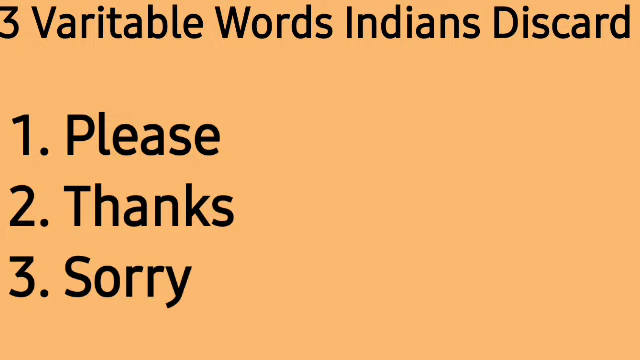 3 Varitable Words Indians Discard
1. Please
2. Thanks
3. Sorry